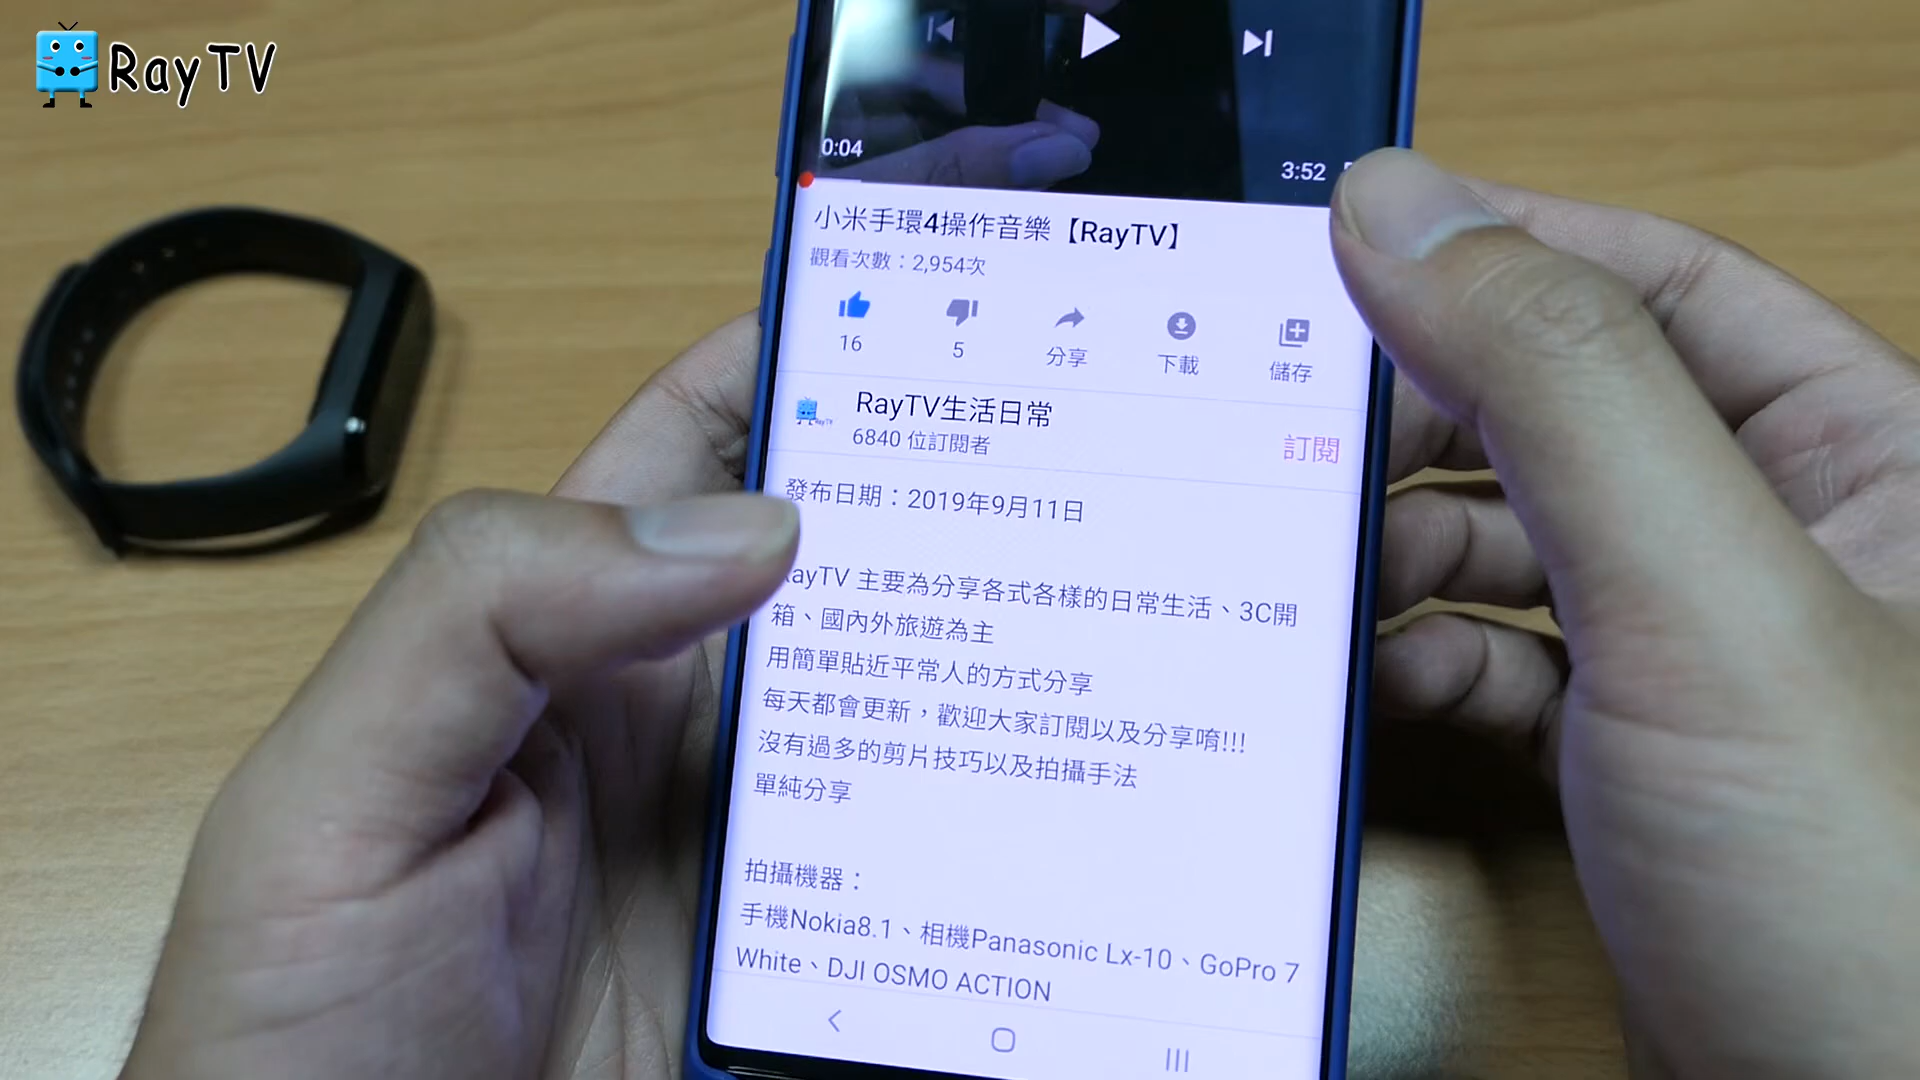 RayTV
0:04
3:52
小米手環4操作音樂【RayTV】
觀看次數：2,954次
16
5
分享
下載
儲存
RayTV生活日常
6840 位訂閱者
訂閱
發布日期：2019年9月11日
RayTV 主要為分享各式各樣的日常生活、3C開
箱、國內外旅遊為主
用簡單貼近平常人的方式分享
每天都會更新，歡迎大家訂閱以及分享唷!!!
沒有過多的剪片技巧以及拍攝手法
單純分享
拍攝機器：
手機Nokia8.1、相機Panasonic Lx-10、GoPro 7
White、DJI OSMO ACTION